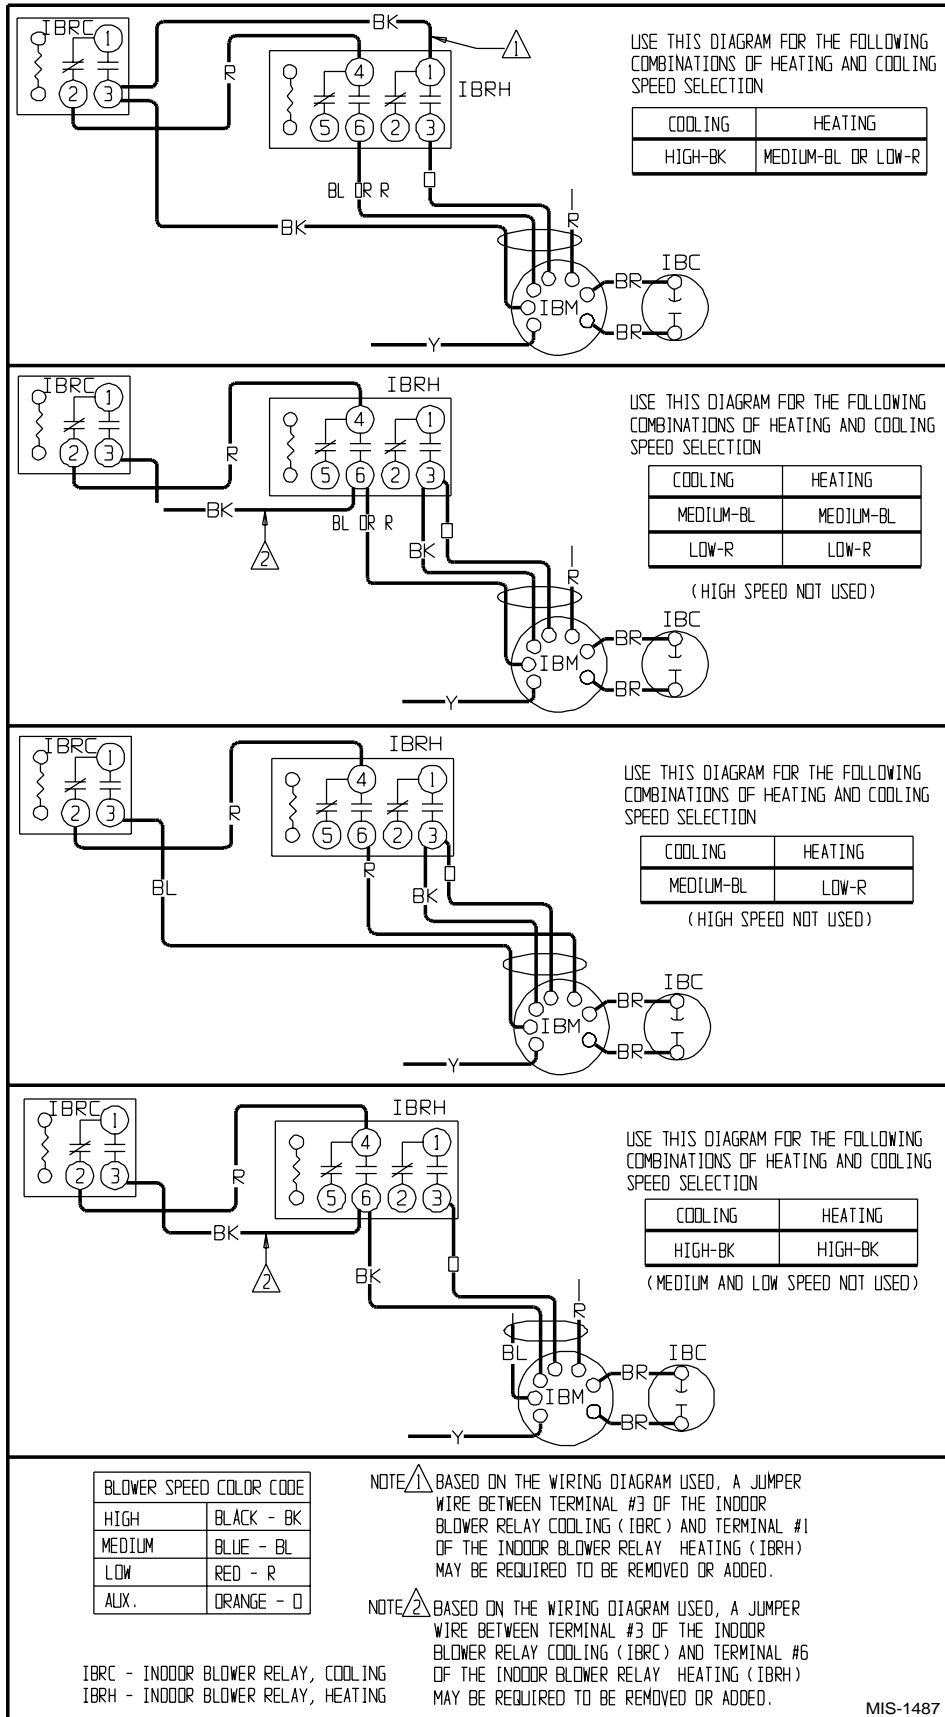 IBRC
1
2
3
R
BK
1
4
1
IBRH
5
6
2
3
BL OR R
O
BK
R
IBM
BR
IBC
BR
Y
USE THIS DIAGRAM FOR THE FOLLOWING
COMBINATIONS OF HEATING AND COOLING
SPEED SELECTION
COOLING HEATING
HIGH-BK MEDIUM-BL OR LOW-R
IBRC
1
2
3
R
IBRH
4
1
5
6
2
3
BK
2
BL OR R
BK
O
R
IBM
BR
IBC
BR
Y
USE THIS DIAGRAM FOR THE FOLLOWING
COMBINATIONS OF HEATING AND COOLING
SPEED SELECTION
COOLING HEATING
MEDIUM-BL MEDIUM-BL
LOW-R LOW-R
(HIGH SPEED NOT USED)
IBRC
1
2
3
R
IBRH
4
1
5
6
2
3
BL
R
BK
O
IBM
BR
IBC
BR
Y
USE THIS DIAGRAM FOR THE FOLLOWING
COMBINATIONS OF HEATING AND COOLING
SPEED SELECTION
COOLING HEATING
MEDIUM-BL LOW-R
(HIGH SPEED NOT USED)
IBRC
1
2
3
R
IBRH
4
1
5
6
2
3
BK
2
BK
O
R
BL
IBM
BR
IBC
BR
Y
USE THIS DIAGRAM FOR THE FOLLOWING
COMBINATIONS OF HEATING AND COOLING
SPEED SELECTION
COOLING HEATING
HIGH-BK HIGH-BK
(MEDIUM AND LOW SPEED NOT USED)
BLOWER SPEED COLOR CODE
HIGH BLACK - BK
MEDIUM BLUE - BL
LOW RED - R
AUX. ORANGE - O
IBRC - INDOOR BLOWER RELAY, COOLING
IBRH - INDOOR BLOWER RELAY, HEATING
NOTE 1 BASED ON THE WIRING DIAGRAM USED, A JUMPER
WIRE BETWEEN TERMINAL #3 OF THE INDOOR
BLOWER RELAY COOLING (IBRC) AND TERMINAL #1
OF THE INDOOR BLOWER RELAY HEATING (IBRH)
MAY BE REQUIRED TO BE REMOVED OR ADDED.
NOTE 2 BASED ON THE WIRING DIAGRAM USED, A JUMPER
WIRE BETWEEN TERMINAL #3 OF THE INDOOR
BLOWER RELAY COOLING (IBRC) AND TERMINAL #6
OF THE INDOOR BLOWER RELAY HEATING (IBRH)
MAY BE REQUIRED TO BE REMOVED OR ADDED.
MIS-1487